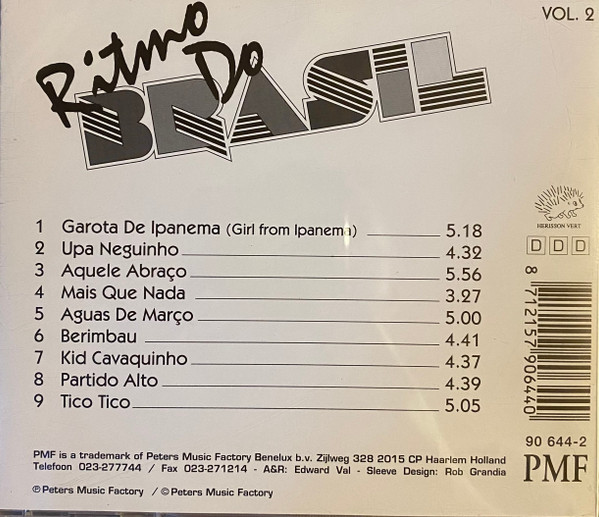 Ritmo Do
BRASIL
VOL. 2
1 Garota De Ipanema (Girl from Ipanema) 5.18
2 Upa Neguinho 4.32
3 Aquele Abraço 5.56
4 Mais Que Nada 3.27
5 Aguas De Março 5.00
6 Berimbau 4.41
7 Kid Cavaquinho 4.37
8 Partido Alto 4.39
9 Tico Tico 5.05
HERISSON VERT
D D D
8 712157 906440
90 644-2
PMF
PMF is a trademark of Peters Music Factory Benelux b.v. Zijlweg 328 2015 CP Haarlem Holland
Telefoon 023-277744 / Fax 023-271214 - A&R: Edward Val - Sleeve Design: Rob Grandia
℗ Peters Music Factory / © Peters Music Factory